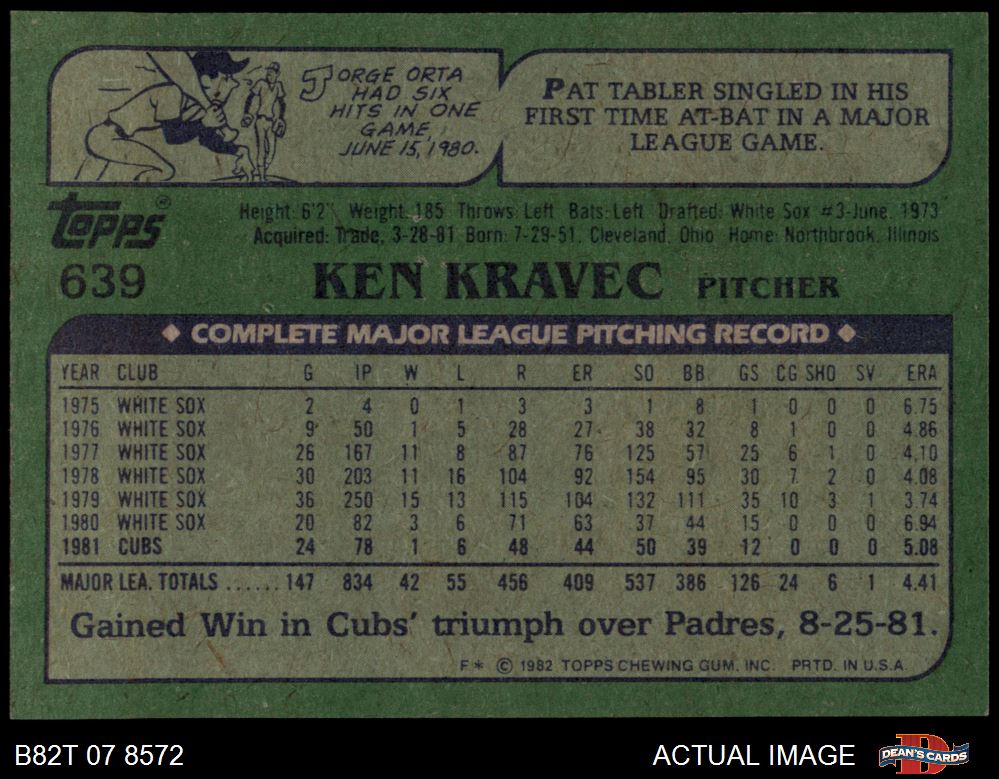 JORGE ORTA
HAD SIX
HITS IN ONE
GAME,
JUNE 15, 1980.
PAT TABLER SINGLED IN HIS
FIRST TIME AT-BAT IN A MAJOR
LEAGUE GAME.
TOPPS®
Height: 6'2" Weight: 185 Throws: Left Bats: Left Drafted: White Sox #3-June, 1973
Acquired: Trade, 3-28-81 Born: 7-29-51, Cleveland, Ohio Home: Northbrook, Illinois
639 KEN KRAVEC PITCHER
◆ COMPLETE MAJOR LEAGUE PITCHING RECORD ◆
YEAR CLUB G IP W L R ER SO BB GS CG SHO SV ERA
1975 WHITE SOX 2 4 0 1 3 3 1 8 1 0 0 0 6.75
1976 WHITE SOX 9 50 1 5 28 27 38 32 8 1 0 0 4.86
1977 WHITE SOX 26 167 11 8 87 76 125 57 25 6 1 0 4.10
1978 WHITE SOX 30 203 11 16 104 92 154 95 30 7 2 0 4.08
1979 WHITE SOX 36 250 15 13 115 104 132 111 35 10 3 1 3.74
1980 WHITE SOX 20 82 3 6 71 63 37 44 15 0 0 0 6.94
1981 CUBS 24 78 1 6 48 44 50 39 12 0 0 0 5.08
MAJOR LEA. TOTALS ...... 147 834 42 55 456 409 537 386 126 24 6 1 4.41
Gained Win in Cubs' triumph over Padres, 8-25-81.
F* © 1982 TOPPS CHEWING GUM, INC. PRTD. IN U.S.A.
B82T 07 8572 ACTUAL IMAGE D DEAN'S CARDS